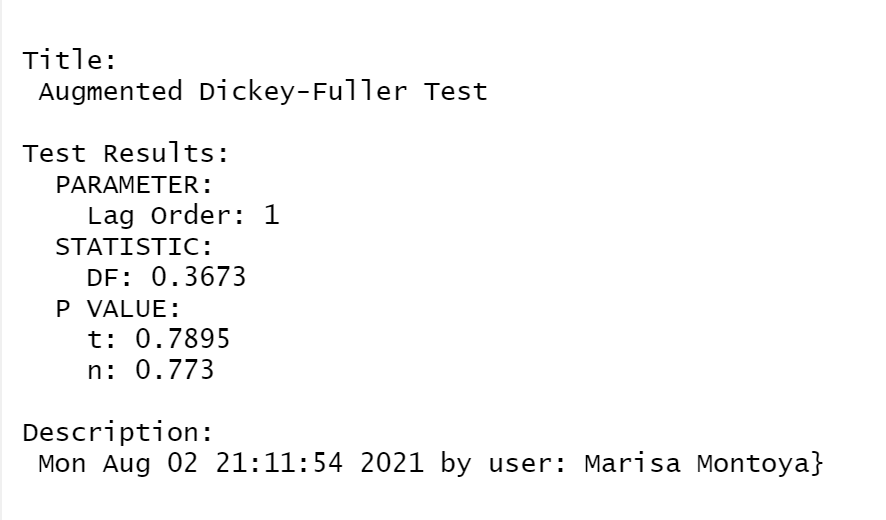 Title:
Augmented Dickey-Fuller Test
Test Results:
PARAMETER:
Lag Order: 1
STATISTIC:
DF: 0.3673
P VALUE:
t: 0.7895
n: 0.773
Description:
Mon Aug 02 21:11:54 2021 by user: Marisa Montoya}